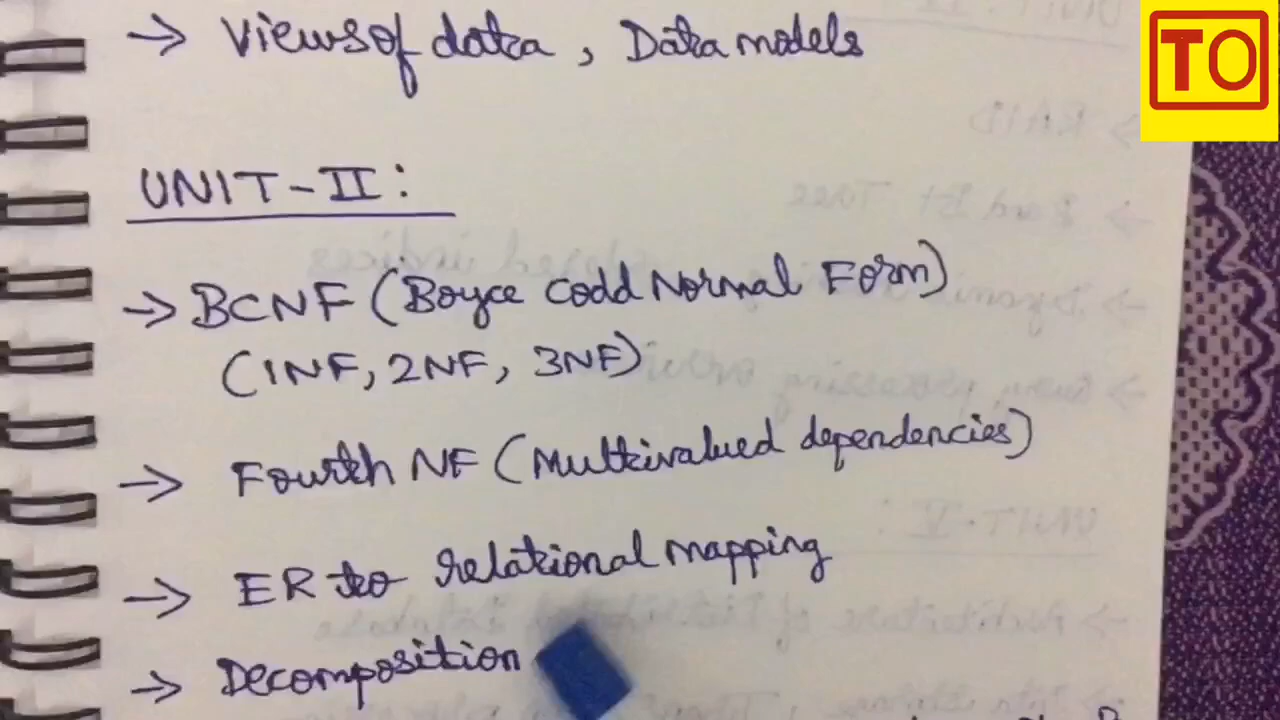 → Views of data, Data models
TO
UNIT-II:
→ BCNF (Boyce Codd Normal Form)
(1NF, 2NF, 3NF)
→ Fourth NF (Multivalued dependencies)
→ ER to relational mapping
→ Decomposition